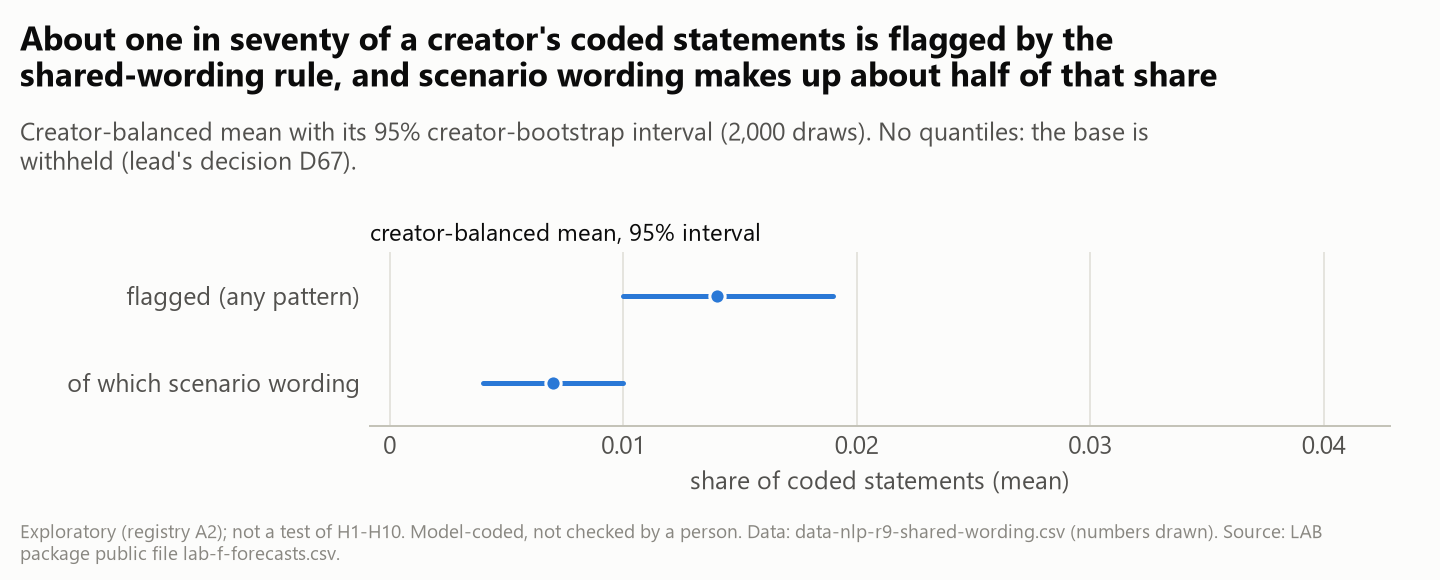 About one in seventy of a creator's coded statements is flagged by the
shared-wording rule, and scenario wording makes up about half of that share
Creator-balanced mean with its 95% creator-bootstrap interval (2,000 draws). No quantiles: the base is
withheld (lead's decision D67).
creator-balanced mean, 95% interval
flagged (any pattern)
of which scenario wording
0 0.01 0.02 0.03 0.04
share of coded statements (mean)
Exploratory (registry A2); not a test of H1-H10. Model-coded, not checked by a person. Data: data-nlp-r9-shared-wording.csv (numbers drawn). Source: LAB
package public file lab-f-forecasts.csv.